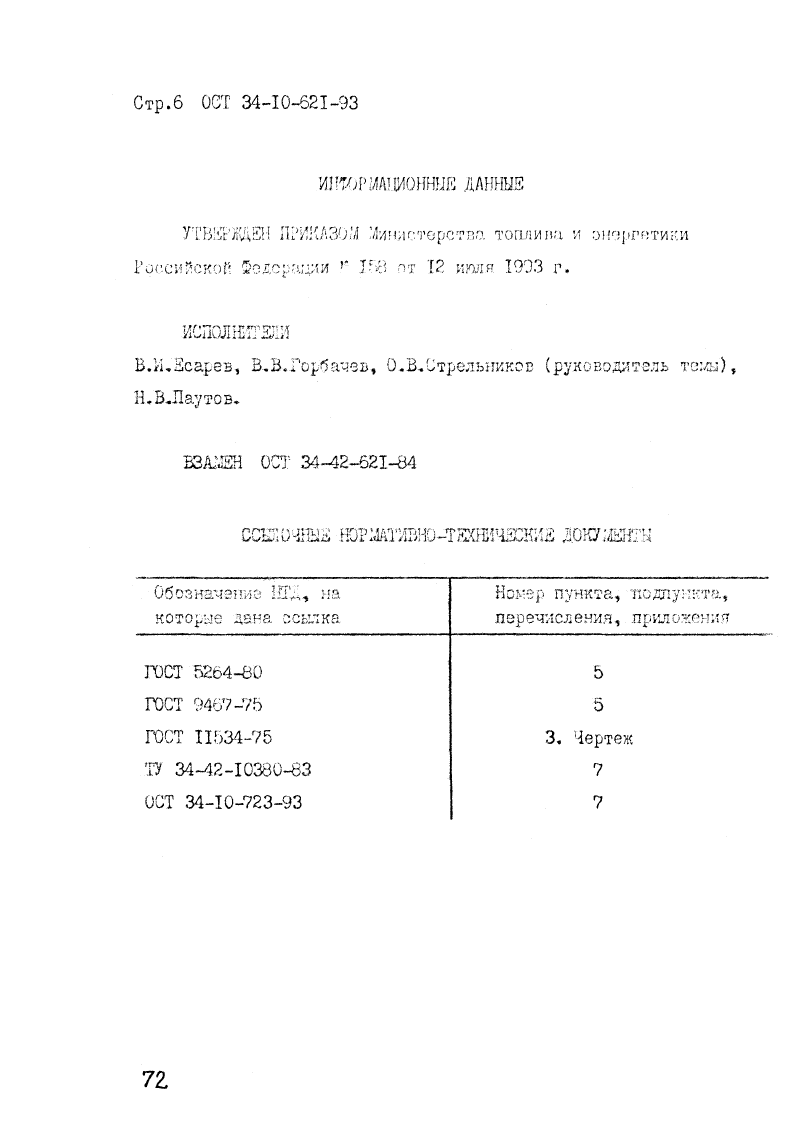 Стр.6 ОСТ 34-10-621-93
ИНФОРМАЦИОННЫЕ ДАННЫЕ
УТВЕРЖДЕН ПРИКАЗОМ Министерства топлива и энергетики
Российской Федерации № 158 от 12 июля 1993 г.
ИСПОЛНИТЕЛИ
В.И.Есарев, В.В.Горбачев, О.В.Стрельников (руководитель темы),
Н.В.Паутов.
ВЗАМЕН ОСТ 34-42-621-84
ССЫЛОЧНЫЕ НОРМАТИВНО-ТЕХНИЧЕСКИЕ ДОКУМЕНТЫ
Обозначение НТД, на которые дана ссылка
Номер пункта, подпункта, перечисления, приложения
ГОСТ 5264-80 5
ГОСТ 9467-75 5
ГОСТ 11534-75 3. Чертеж
ТУ 34-42-10380-83 7
ОСТ 34-10-723-93 7
72